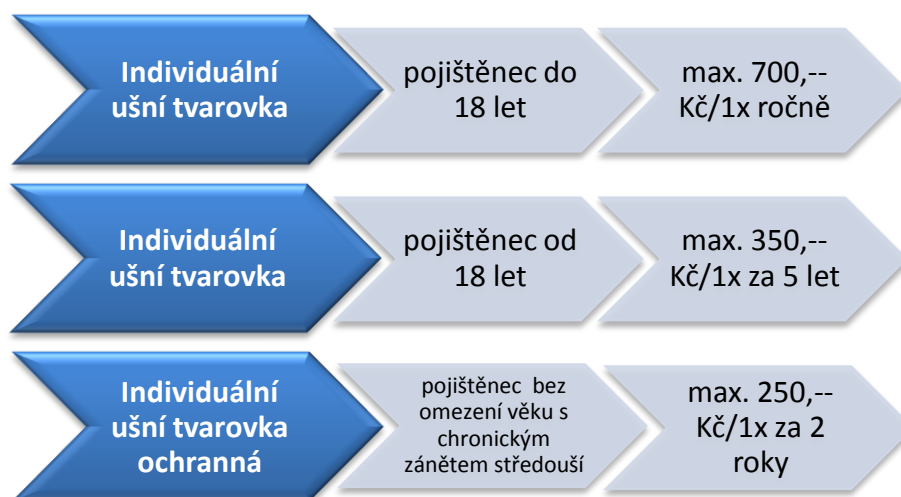 Individuální
ušní tvarovka
pojištěnec do
18 let
max. 700,--
Kč/1x ročně
Individuální
ušní tvarovka
pojištěnec od
18 let
max. 350,--
Kč/1x za 5 let
Individuální
ušní tvarovka
ochranná
pojištěnec bez
omezení věku s
chronickým
zánětem středouší
max. 250,--
Kč/1x za 2
roky